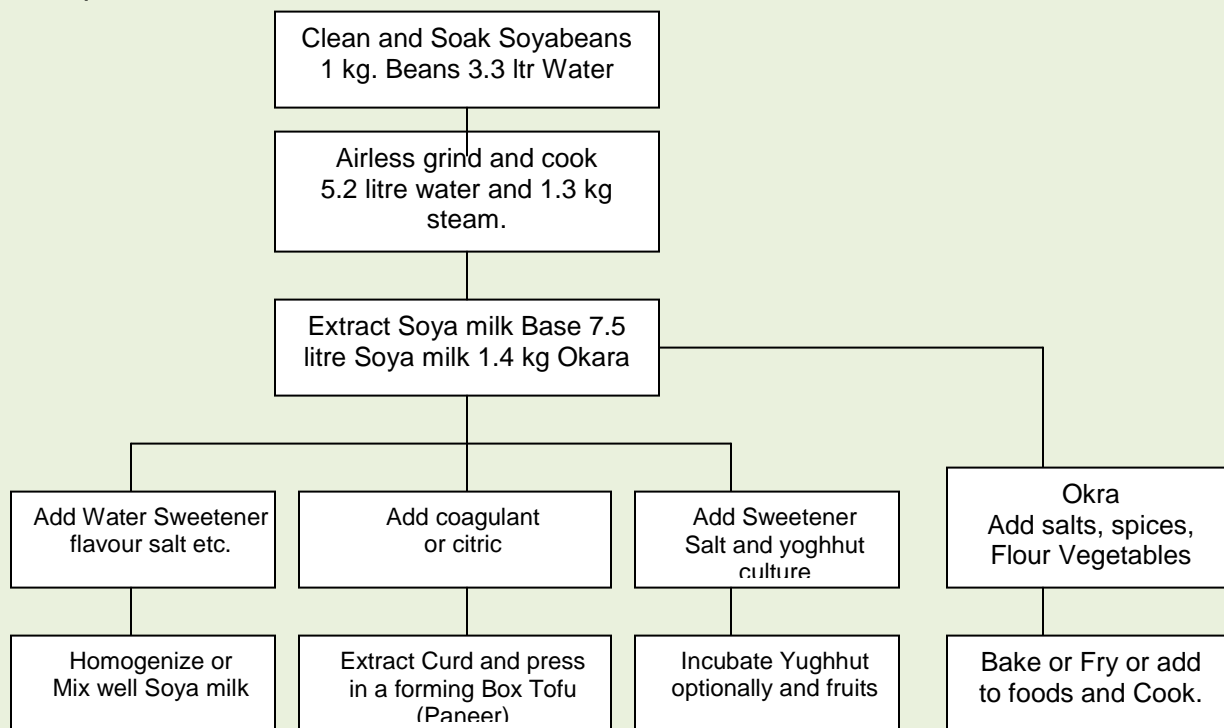 Clean and Soak Soyabeans
1 kg. Beans 3.3 ltr Water
Airless grind and cook
5.2 litre water and 1.3 kg
steam.
Extract Soya milk Base 7.5
litre Soya milk 1.4 kg Okara
Add Water Sweetener
flavour salt etc.
Add coagulant
or citric
Add Sweetener
Salt and yoghhut
culture
Okra
Add salts, spices,
Flour Vegetables
Homogenize or
Mix well Soya milk
Extract Curd and press
in a forming Box Tofu
(Paneer)
Incubate Yughhut
optionally and fruits
Bake or Fry or add
to foods and Cook.